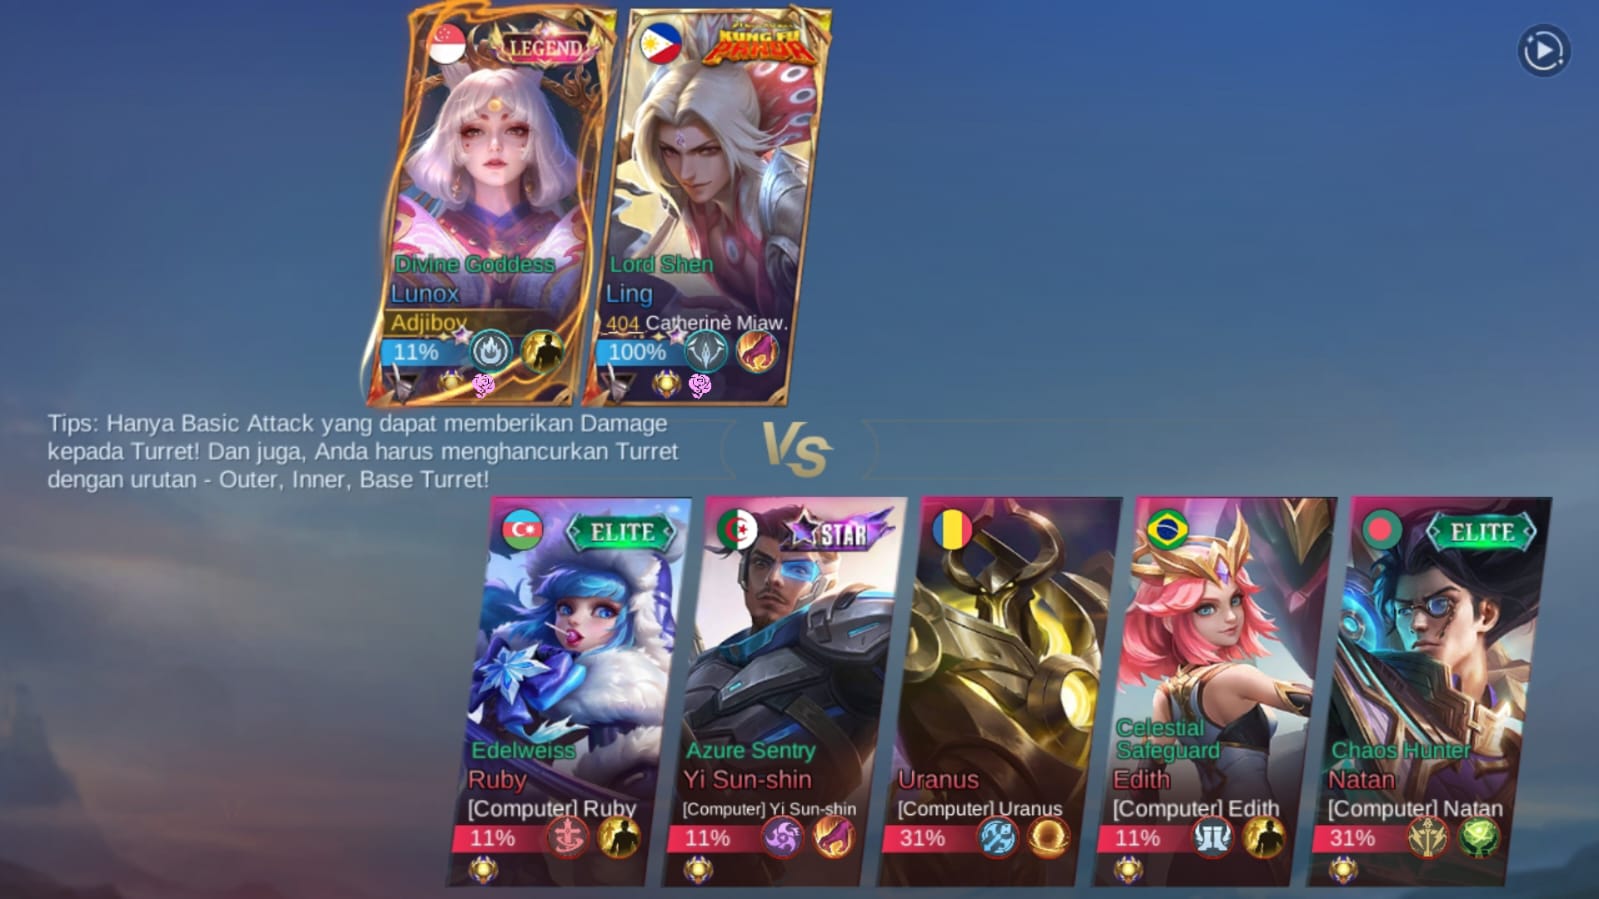 LEGEND
KUNG FU
PANDA
Divine Goddess
Lunox
Adjiboy
11%
Lord Shen
Ling
404 Catherinè Miaw.
100%
Tips: Hanya Basic Attack yang dapat memberikan Damage
kepada Turret! Dan juga, Anda harus menghancurkan Turret
dengan urutan - Outer, Inner, Base Turret!
VS
ELITE
Edelweiss
Ruby
[Computer] Ruby
11%
STAR
Azure Sentry
Yi Sun-shin
[Computer] Yi Sun-shin
11%
Uranus
[Computer] Uranus
31%
Celestial
Safeguard
Edith
[Computer] Edith
11%
ELITE
Chaos Hunter
Natan
[Computer] Natan
31%